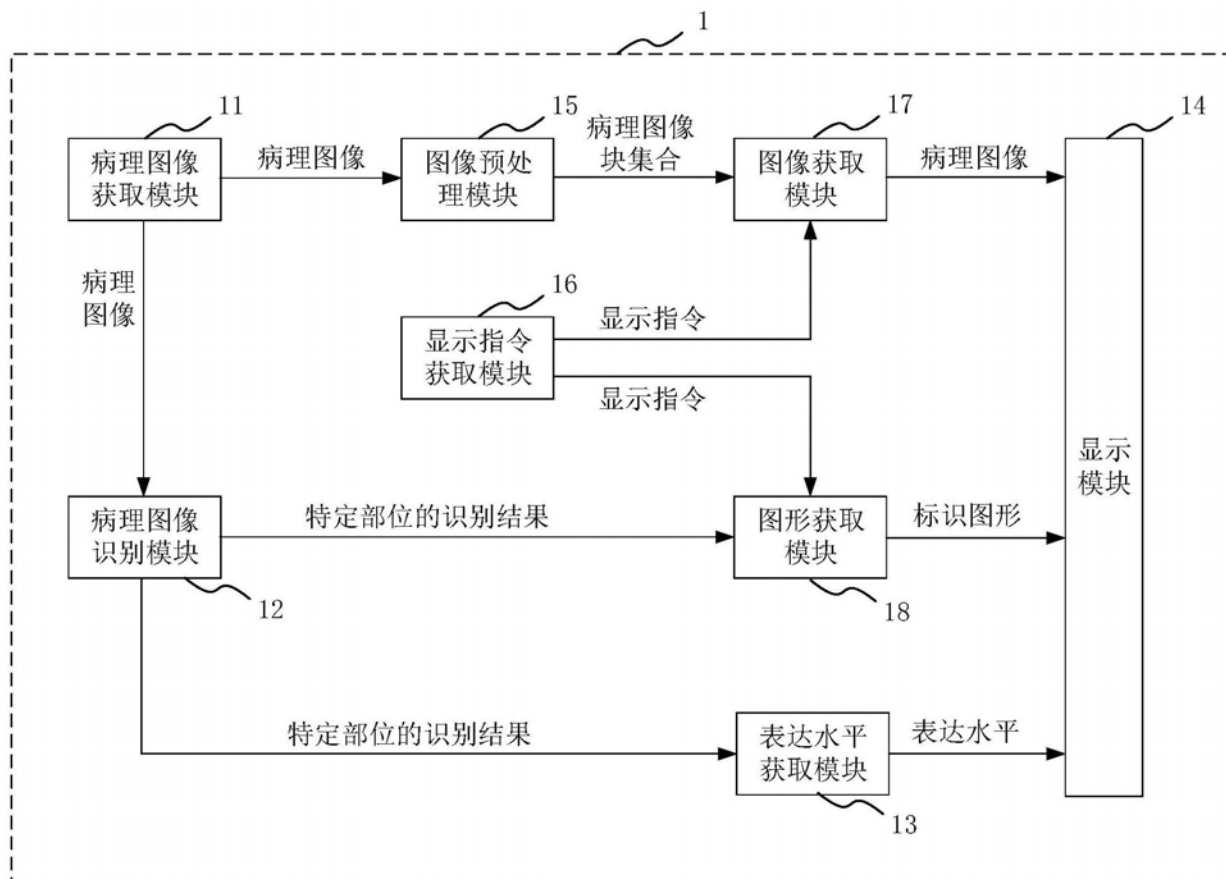 1
11
15
17
14
病理图像
获取模块
病理图像
图像预处
理模块
病理图像
块集合
图像获取
模块
病理图像
病理
图像
16
显示指令
获取模块
显示指令
显示指令
显示
模块
病理图像
识别模块
特定部位的识别结果
图形获取
模块
标识图形
12
18
特定部位的识别结果
表达水平
获取模块
表达水平
13